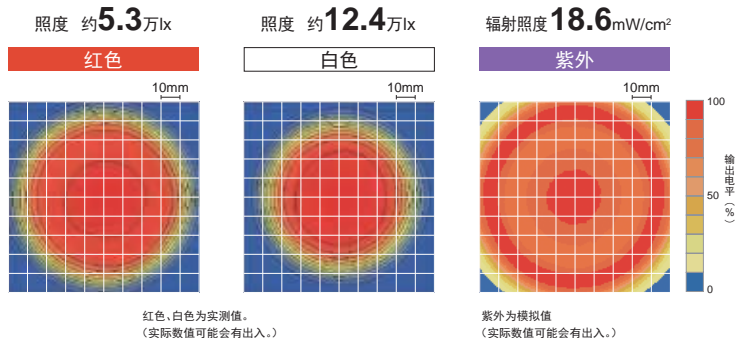 照度 约5.3万lx
照度 约12.4万lx
辐射照度18.6mW/cm²
红色
白色
紫外
10mm
10mm
10mm
100
50
0
输出电平(%)
红色、白色为实测值。
(实际数值可能会有出入。)
紫外为模拟值
(实际数值可能会有出入。)